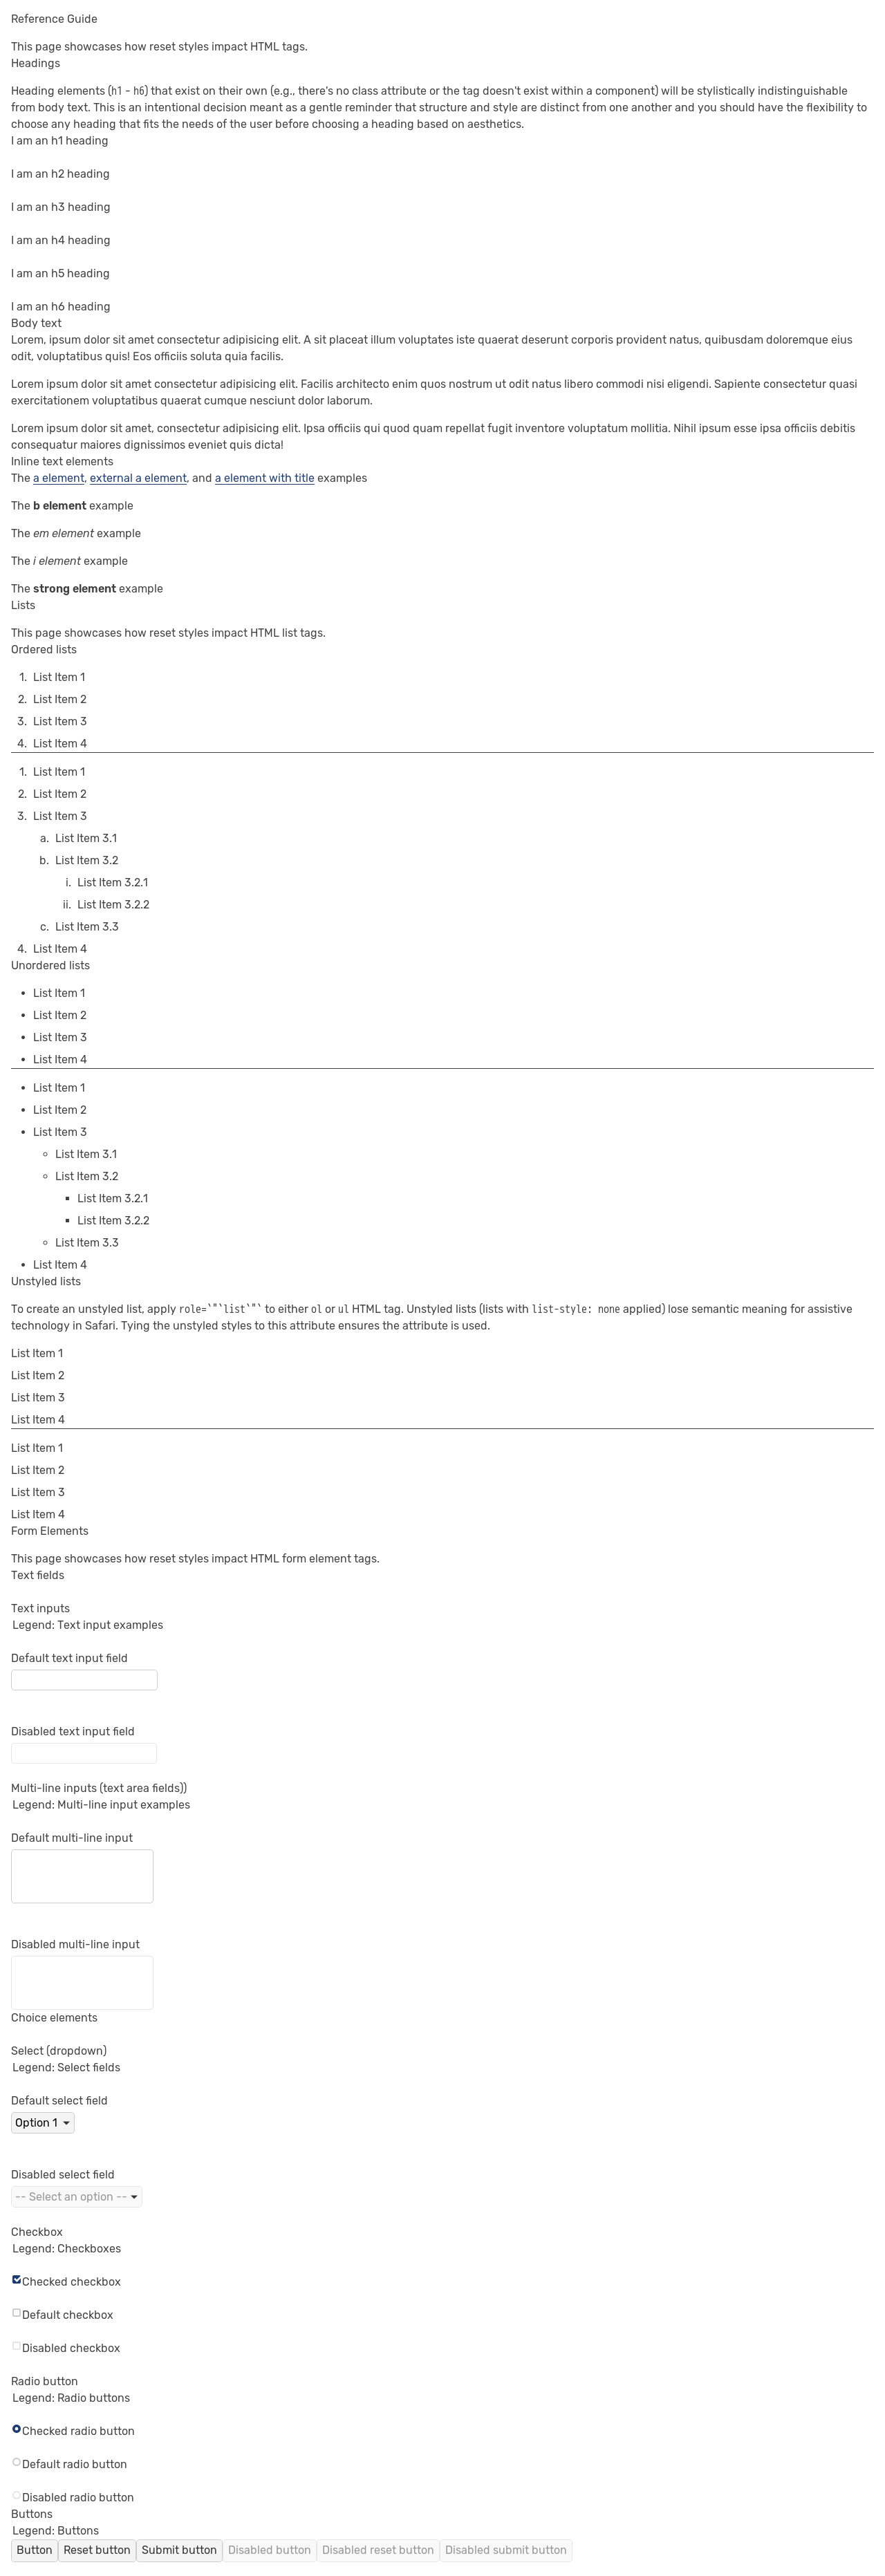 Reference Guide
This page showcases how reset styles impact HTML tags.
Headings
Heading elements (h1 - h6) that exist on their own (e.g., there's no class attribute or the tag doesn't exist within a component) will be stylistically indistinguishable
from body text. This is an intentional decision meant as a gentle reminder that structure and style are distinct from one another and you should have the flexibility to
choose any heading that fits the needs of the user before choosing a heading based on aesthetics.
I am an h1 heading
I am an h2 heading
I am an h3 heading
I am an h4 heading
I am an h5 heading
I am an h6 heading
Body text
Lorem, ipsum dolor sit amet consectetur adipisicing elit. A sit placeat illum voluptates iste quaerat deserunt corporis provident natus, quibusdam doloremque eius
odit, voluptatibus quis! Eos officiis soluta quia facilis.
Lorem ipsum dolor sit amet consectetur adipisicing elit. Facilis architecto enim quos nostrum ut odit natus libero commodi nisi eligendi. Sapiente consectetur quasi
exercitationem voluptatibus quaerat cumque nesciunt dolor laborum.
Lorem ipsum dolor sit amet, consectetur adipisicing elit. Ipsa officiis qui quod quam repellat fugit inventore voluptatum mollitia. Nihil ipsum esse ipsa officiis debitis
consequatur maiores dignissimos eveniet quis dicta!
Inline text elements
The a element, external a element, and a element with title examples
The b element example
The em element example
The i element example
The strong element example
Lists
This page showcases how reset styles impact HTML list tags.
Ordered lists
1. List Item 1
2. List Item 2
3. List Item 3
4. List Item 4
1. List Item 1
2. List Item 2
3. List Item 3
a. List Item 3.1
b. List Item 3.2
i. List Item 3.2.1
ii. List Item 3.2.2
c. List Item 3.3
4. List Item 4
Unordered lists
• List Item 1
• List Item 2
• List Item 3
• List Item 4
• List Item 1
• List Item 2
• List Item 3
◦ List Item 3.1
◦ List Item 3.2
▪ List Item 3.2.1
▪ List Item 3.2.2
◦ List Item 3.3
• List Item 4
Unstyled lists
To create an unstyled list, apply role=`"`list`"` to either ol or ul HTML tag. Unstyled lists (lists with list-style: none applied) lose semantic meaning for assistive
technology in Safari. Tying the unstyled styles to this attribute ensures the attribute is used.
List Item 1
List Item 2
List Item 3
List Item 4
List Item 1
List Item 2
List Item 3
List Item 4
Form Elements
This page showcases how reset styles impact HTML form element tags.
Text fields
Text inputs
Legend: Text input examples
Default text input field
Disabled text input field
Multi-line inputs (text area fields))
Legend: Multi-line input examples
Default multi-line input
Disabled multi-line input
Choice elements
Select (dropdown)
Legend: Select fields
Default select field
Option 1
Disabled select field
-- Select an option --
Checkbox
Legend: Checkboxes
Checked checkbox
Default checkbox
Disabled checkbox
Radio button
Legend: Radio buttons
Checked radio button
Default radio button
Disabled radio button
Buttons
Legend: Buttons
Button Reset button Submit button Disabled button Disabled reset button Disabled submit button